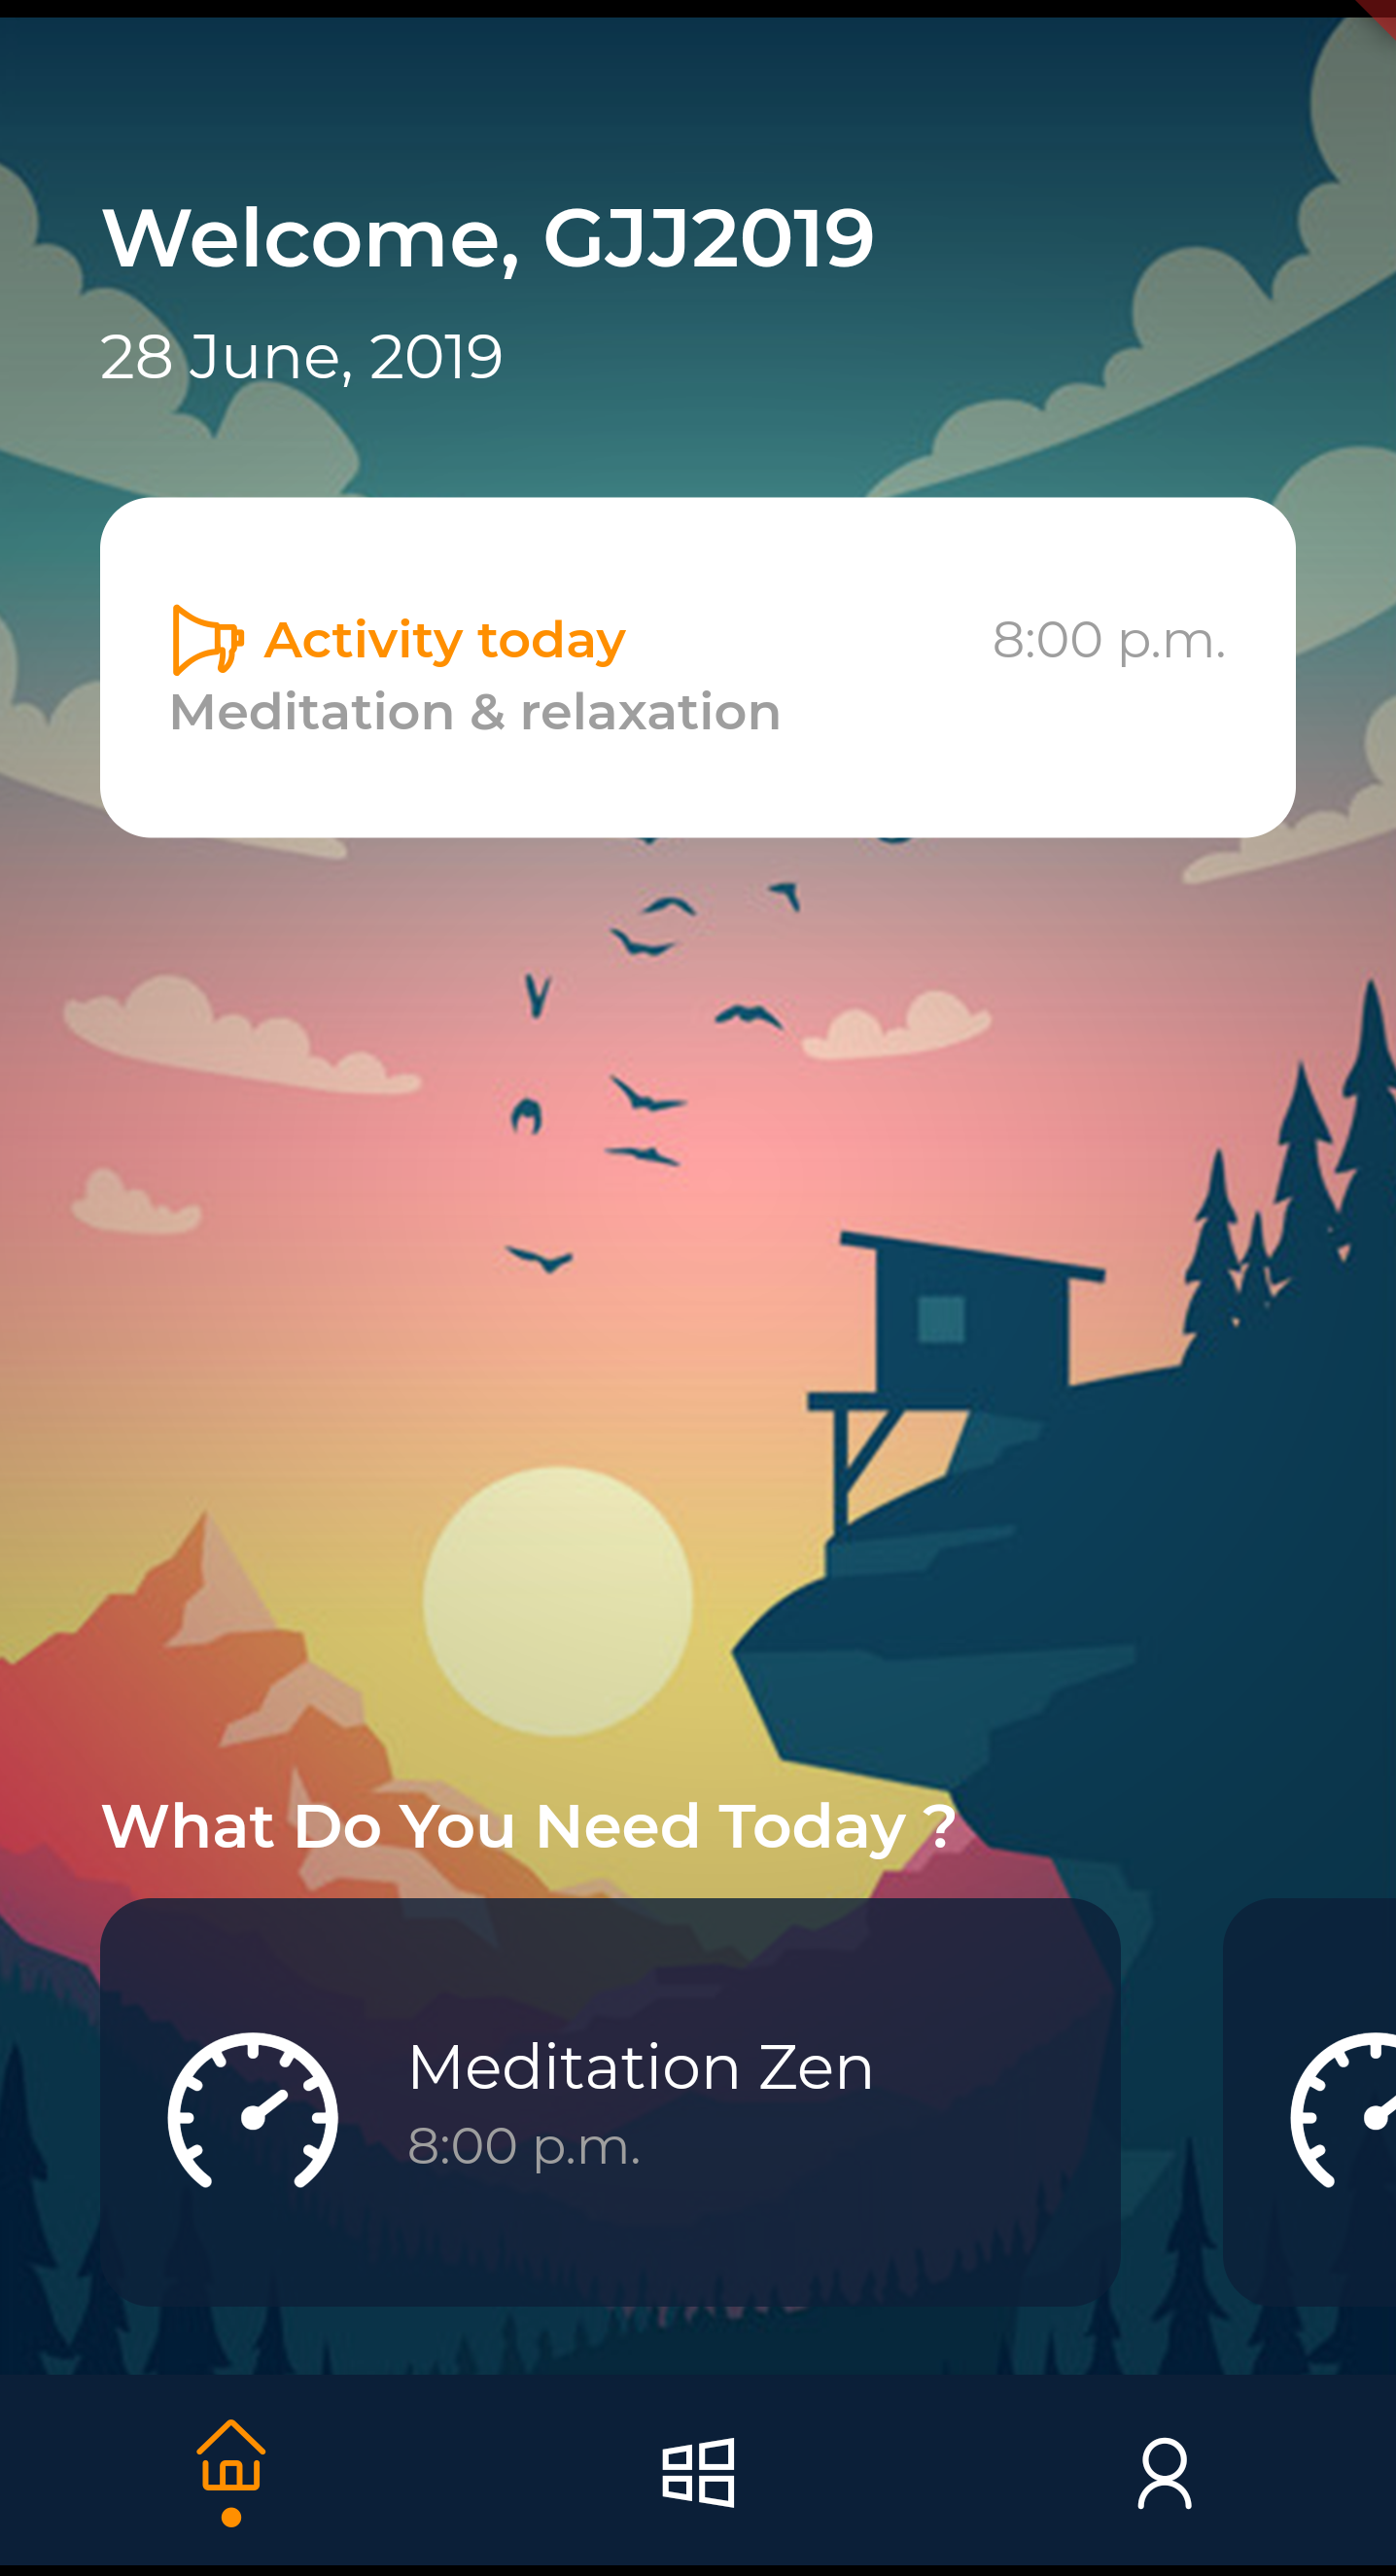 Welcome, GJJ2019
28 June, 2019
Activity today 8:00 p.m.
Meditation & relaxation
What Do You Need Today ?
Meditation Zen
8:00 p.m.